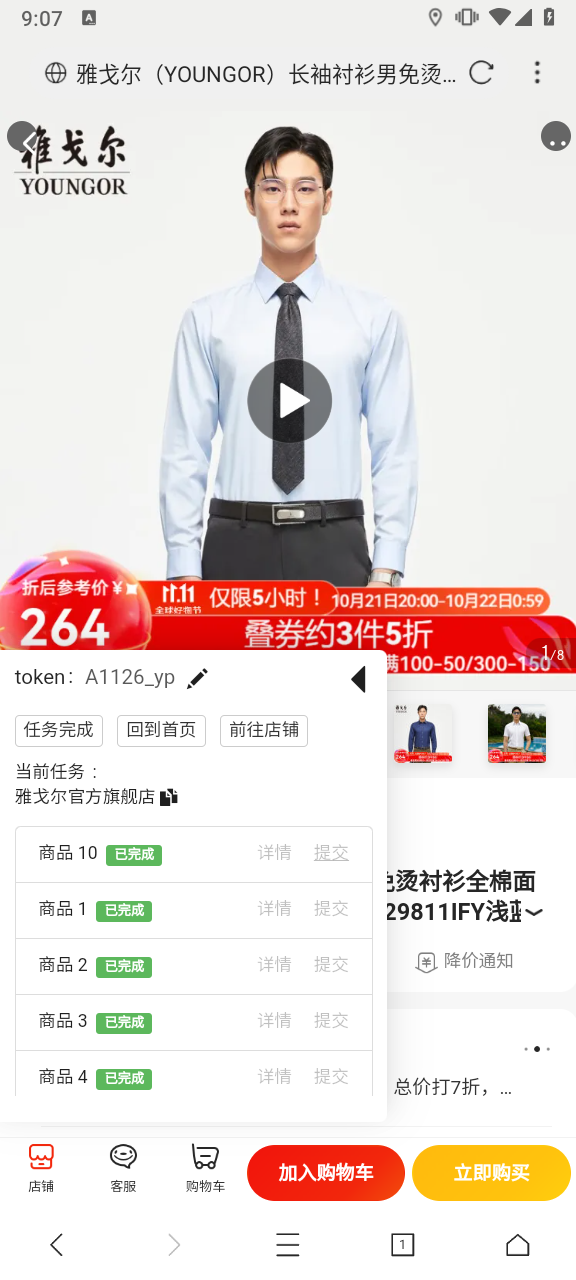 9:07
A
雅戈尔（YOUNGOR）长袖衬衫男免烫...
雅戈尔
YOUNGOR
折后参考价¥
264
11.11
全球好物节
仅限5小时！
10月21日20:00-10月22日0:59
叠券约3件5折
满100-50/300-150
1/8
token：A1126_yp
任务完成
回到首页
前往店铺
当前任务：
雅戈尔官方旗舰店
商品 10 已完成 详情 提交
商品 1 已完成 详情 提交
商品 2 已完成 详情 提交
商品 3 已完成 详情 提交
商品 4 已完成 详情 提交
264
264
烫衬衫全棉面
29811IFY浅蓝
降价通知
总价打7折，...
店铺
客服
购物车
加入购物车
立即购买
1